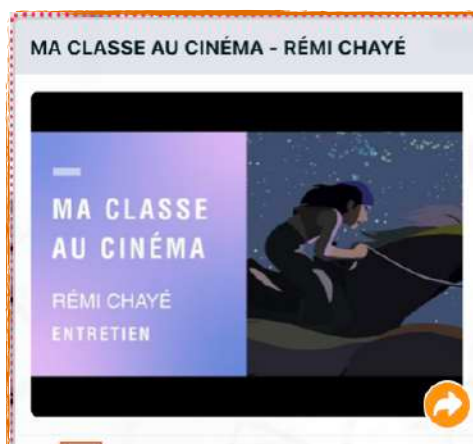 MA CLASSE AU CINÉMA - RÉMI CHAYÉ
MA CLASSE
AU CINÉMA
RÉMI CHAYÉ
ENTRETIEN